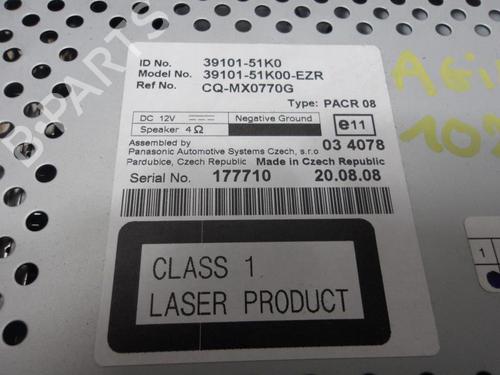 ID No. 39101-51K0
Model No. 39101-51K00-EZR
Ref No. CQ-MX0770G
Type: PACR 08
DC 12V Negative Ground
Speaker 4Ω
e11
03 4078
Assembled by
Panasonic Automotive Systems Czech, s.r.o
Pardubice, Czech Republic Made in Czech Republic
Serial No. 177710 20.08.08
CLASS 1
LASER PRODUCT
1
B-PARTS